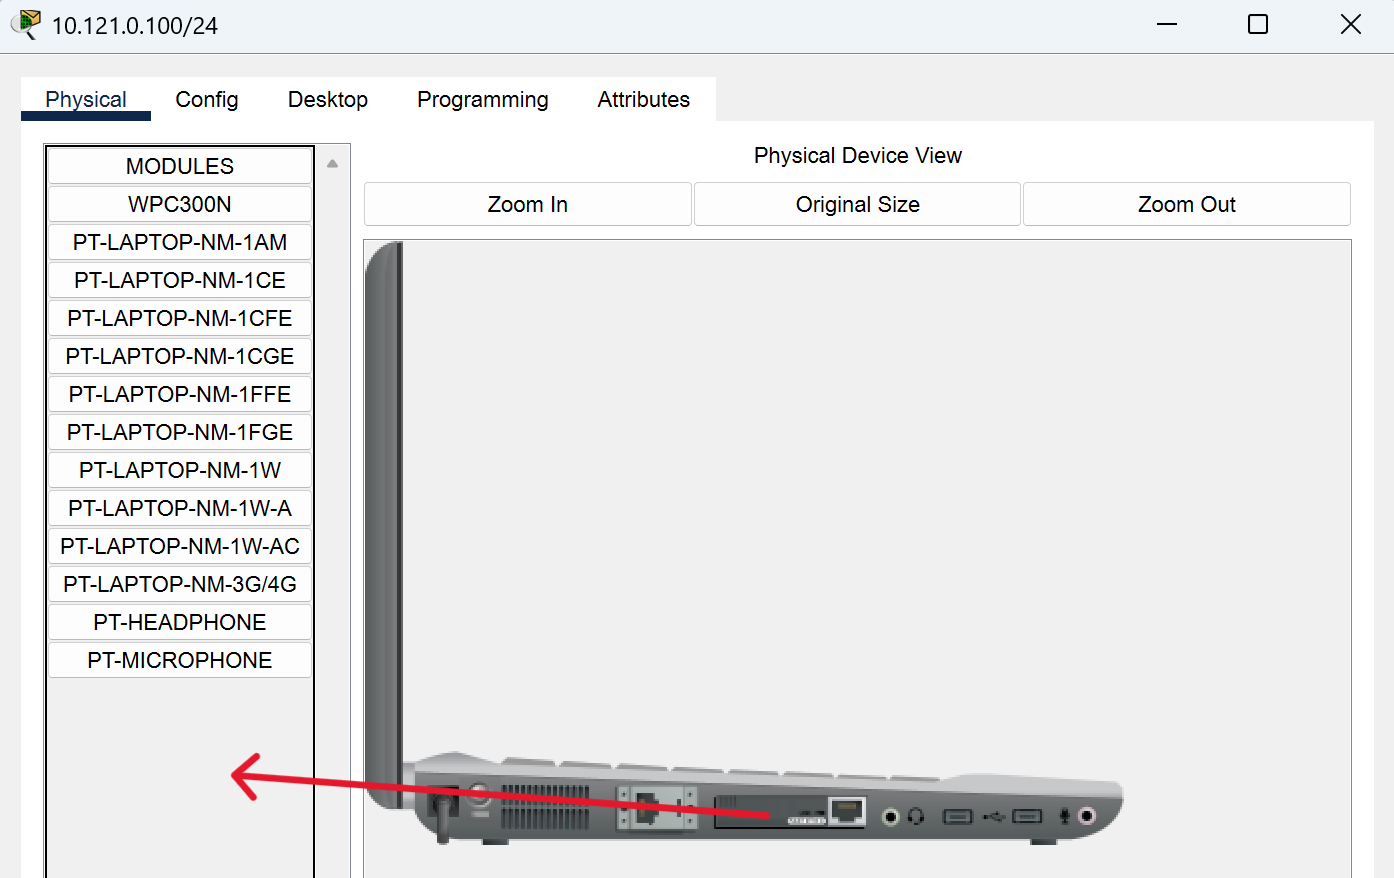 10.121.0.100/24
Physical Config Desktop Programming Attributes
MODULES
WPC300N
PT-LAPTOP-NM-1AM
PT-LAPTOP-NM-1CE
PT-LAPTOP-NM-1CFE
PT-LAPTOP-NM-1CGE
PT-LAPTOP-NM-1FFE
PT-LAPTOP-NM-1FGE
PT-LAPTOP-NM-1W
PT-LAPTOP-NM-1W-A
PT-LAPTOP-NM-1W-AC
PT-LAPTOP-NM-3G/4G
PT-HEADPHONE
PT-MICROPHONE
Physical Device View
Zoom In Original Size Zoom Out